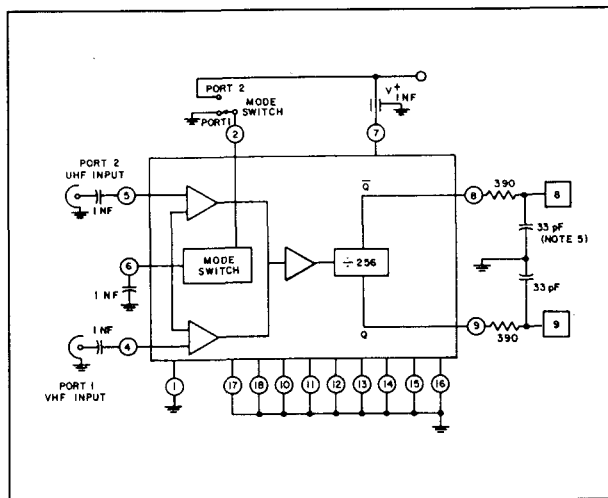 PORT 2
MODE
SWITCH
PORT 1
2
V+
1 NF
7
PORT 2
UHF INPUT
5
1 NF
Q̅
8
390
8
33 pF
(NOTE 5)
6
MODE
SWITCH
÷ 256
1 NF
33 pF
1 NF
4
Q
9
390
9
PORT 1
VHF INPUT
1
17
18
10
11
12
13
14
15
16